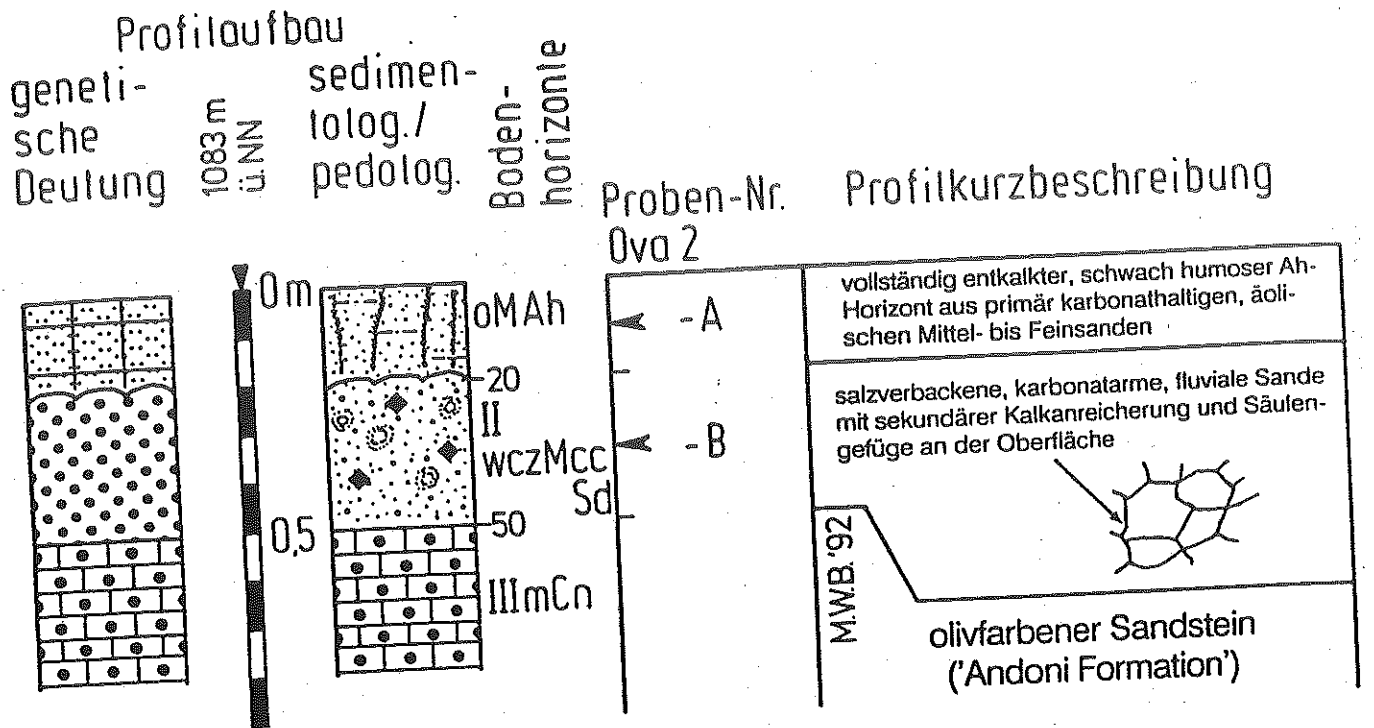 Profilaufbau
geneti-
sche
Deutung
1083 m
ü.NN
sedimen-
tolog./
pedolog.
Boden-
horizonte
Proben-Nr.
Ova 2
Profilkurzbeschreibung
0 m
0,5
oMAh
20
II
wczMcc
Sd
50
IIImCn
-A
-B
vollständig entkalkter, schwach humoser Ah-
Horizont aus primär karbonathaltigen, äoli-
schen Mittel- bis Feinsanden
salzverbackene, karbonatarme, fluviale Sande
mit sekundärer Kalkanreicherung und Säulen-
gefüge an der Oberfläche
M.W.B. '92
olivfarbener Sandstein
('Andoni Formation')